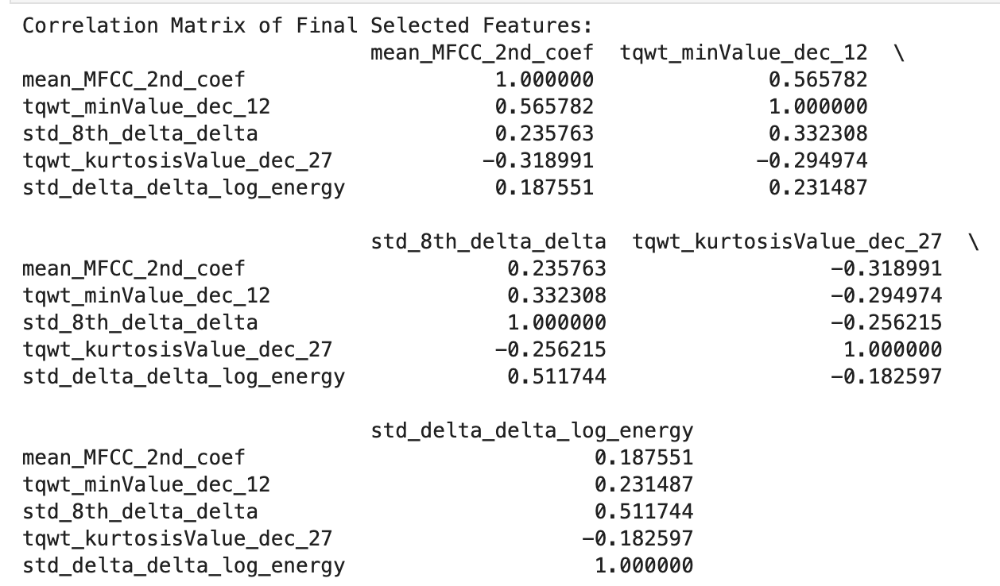 Correlation Matrix of Final Selected Features:
mean_MFCC_2nd_coef tqwt_minValue_dec_12 \
mean_MFCC_2nd_coef 1.000000 0.565782
tqwt_minValue_dec_12 0.565782 1.000000
std_8th_delta_delta 0.235763 0.332308
tqwt_kurtosisValue_dec_27 −0.318991 −0.294974
std_delta_delta_log_energy 0.187551 0.231487
std_8th_delta_delta tqwt_kurtosisValue_dec_27 \
mean_MFCC_2nd_coef 0.235763 −0.318991
tqwt_minValue_dec_12 0.332308 −0.294974
std_8th_delta_delta 1.000000 −0.256215
tqwt_kurtosisValue_dec_27 −0.256215 1.000000
std_delta_delta_log_energy 0.511744 −0.182597
std_delta_delta_log_energy
mean_MFCC_2nd_coef 0.187551
tqwt_minValue_dec_12 0.231487
std_8th_delta_delta 0.511744
tqwt_kurtosisValue_dec_27 −0.182597
std_delta_delta_log_energy 1.000000